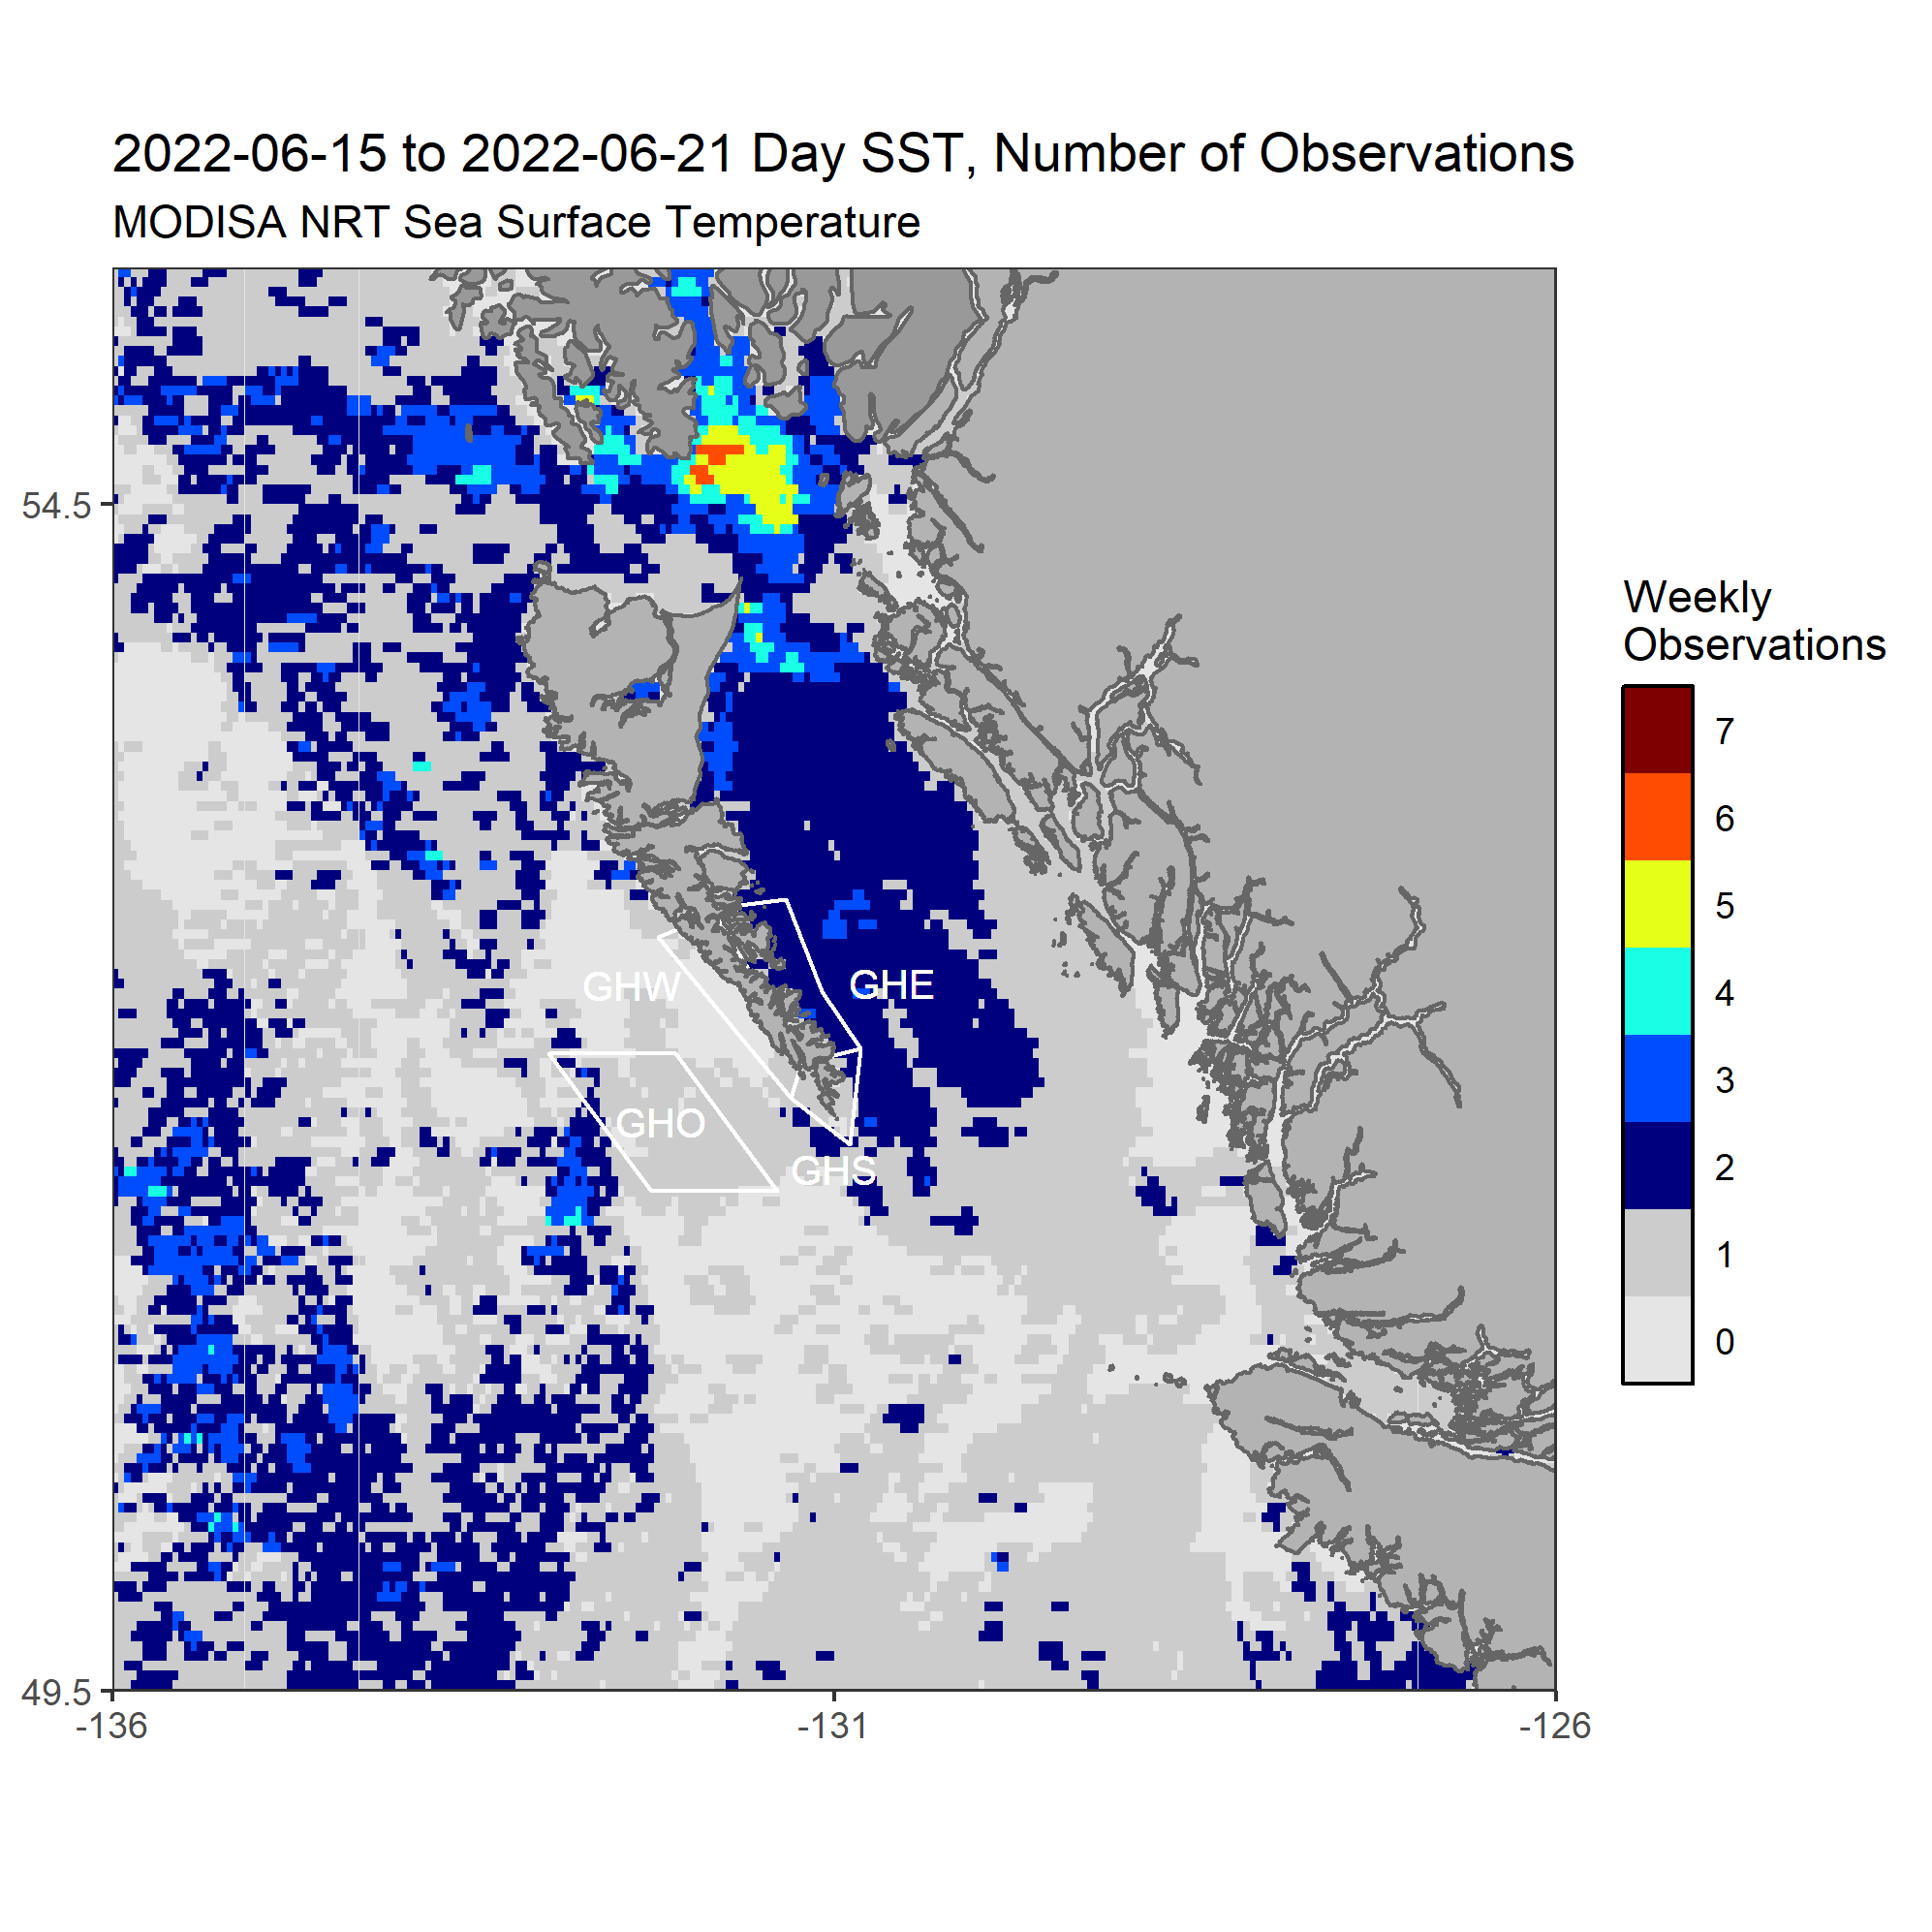 2022-06-15 to 2022-06-21 Day SST, Number of Observations
MODISA NRT Sea Surface Temperature
54.5
49.5
-136
-131
-126
GHW
GHE
GHO
GHS
Weekly
Observations
7
6
5
4
3
2
1
0